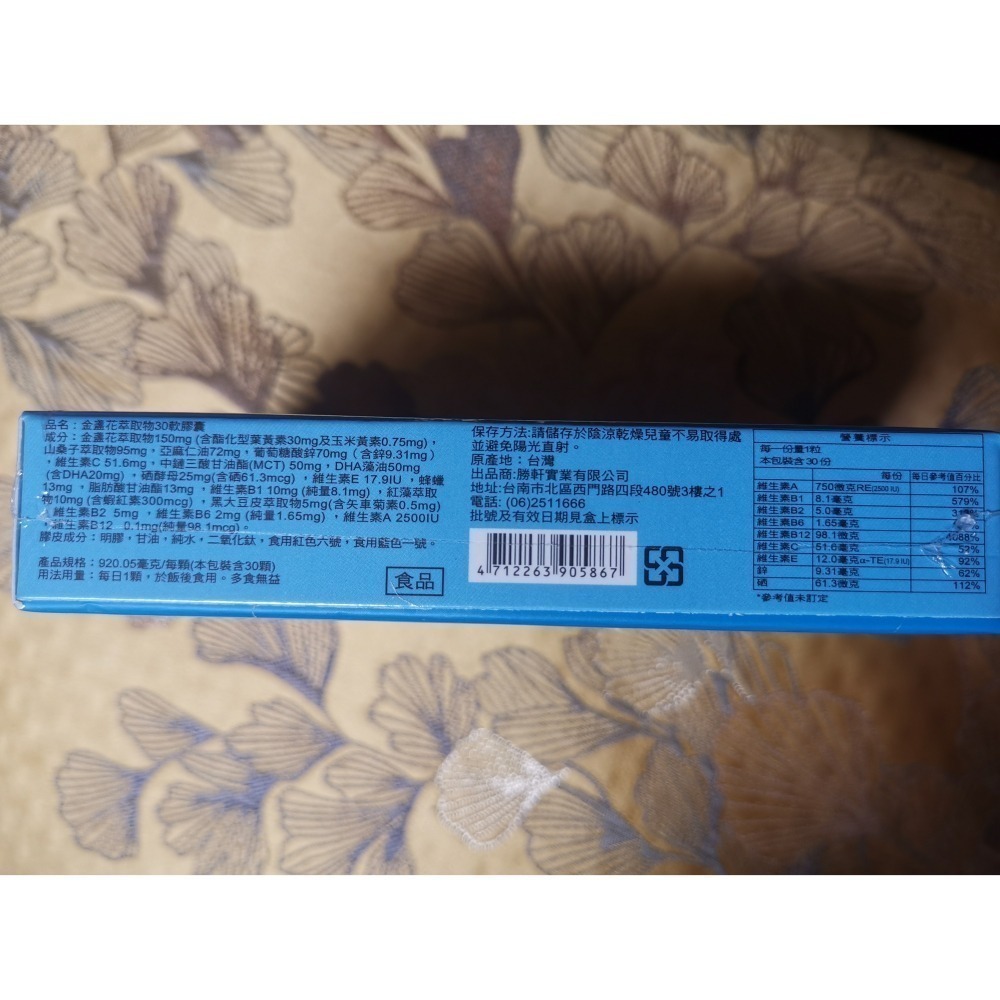 品名：金盞花萃取物30軟膠囊
成分：金盞花萃取物150mg (含酯化型葉黃素30mg及玉米黃素0.75mg)，
山桑子萃取物95mg，亞麻仁油72mg，葡萄糖酸鋅70mg（含鋅9.31mg）
，維生素C 51.6mg，中鏈三酸甘油酯(MCT) 50mg，DHA藻油50mg
(含DHA20mg)，硒酵母25mg(含硒61.3mcg)，維生素E 17.9IU，蜂蠟
13mg，脂肪酸甘油酯13mg，維生素B1 10mg (純量8.1mg)，紅藻萃取
物10mg (含蝦紅素300mcg)，黑大豆皮萃取物5mg(含矢車菊素0.5mg)
，維生素B2 5mg，維生素B6 2mg (純量1.65mg)，維生素A 2500IU
，維生素B12 0.1mg(純量98.1mcg)。
膠皮成分：明膠，甘油，純水，二氧化鈦，食用紅色六號，食用藍色一號。
產品規格：920.05毫克/每顆(本包裝含30顆)
用法用量：每日1顆，於飯後食用。多食無益
食品
保存方法:請儲存於陰涼乾燥兒童不易取得處
並避免陽光直射。
原產地：台灣
出品商:勝軒實業有限公司
地址:台南市北區西門路四段480號3樓之1
電話: (06)2511666
批號及有效日期見盒上標示
4 712263 905867
營養標示
每一份量1粒
本包裝含30份
每份 每日參考值百分比
維生素A 750微克RE(2500 IU) 107%
維生素B1 8.1毫克 579%
維生素B2 5.0毫克
維生素B6 1.65毫克
維生素B12 98.1微克 4088%
維生素C 51.6毫克 52%
維生素E 12.0毫克α-TE(17.9 IU) 92%
鋅 9.31毫克 62%
硒 61.3微克 112%
*參考值未訂定